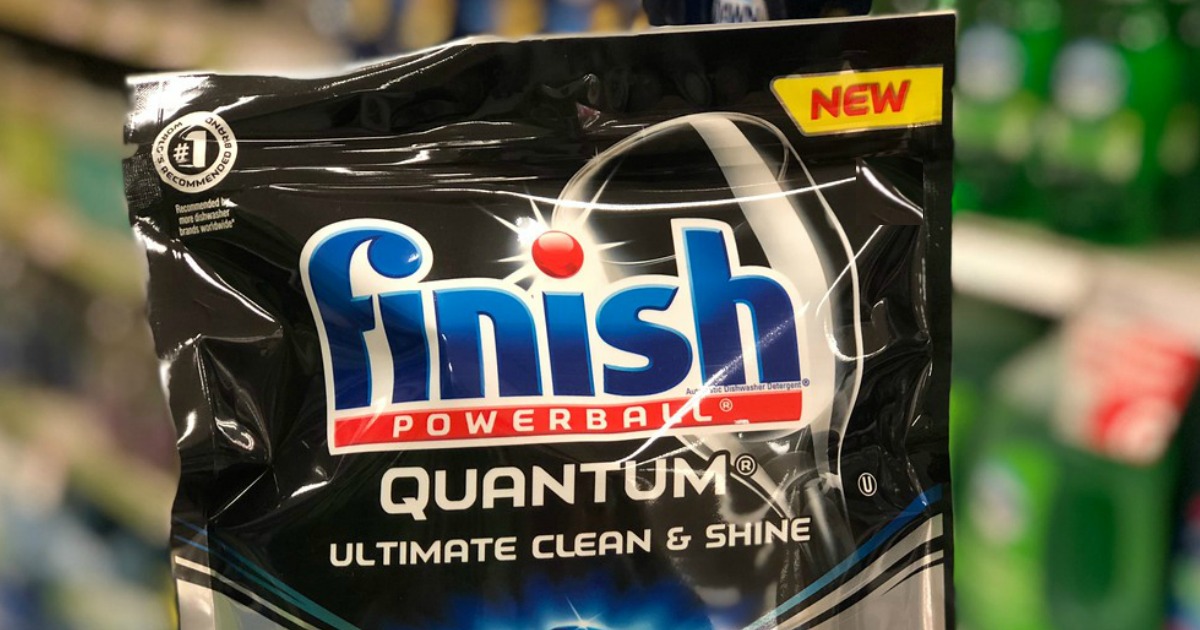 NEW
#1
WORLD'S RECOMMENDED BRAND
Recommended by
more dishwasher
brands worldwide*
finish
Automatic Dishwasher Detergent®
POWERBALL®
QUANTUM®
U
ULTIMATE CLEAN & SHINE